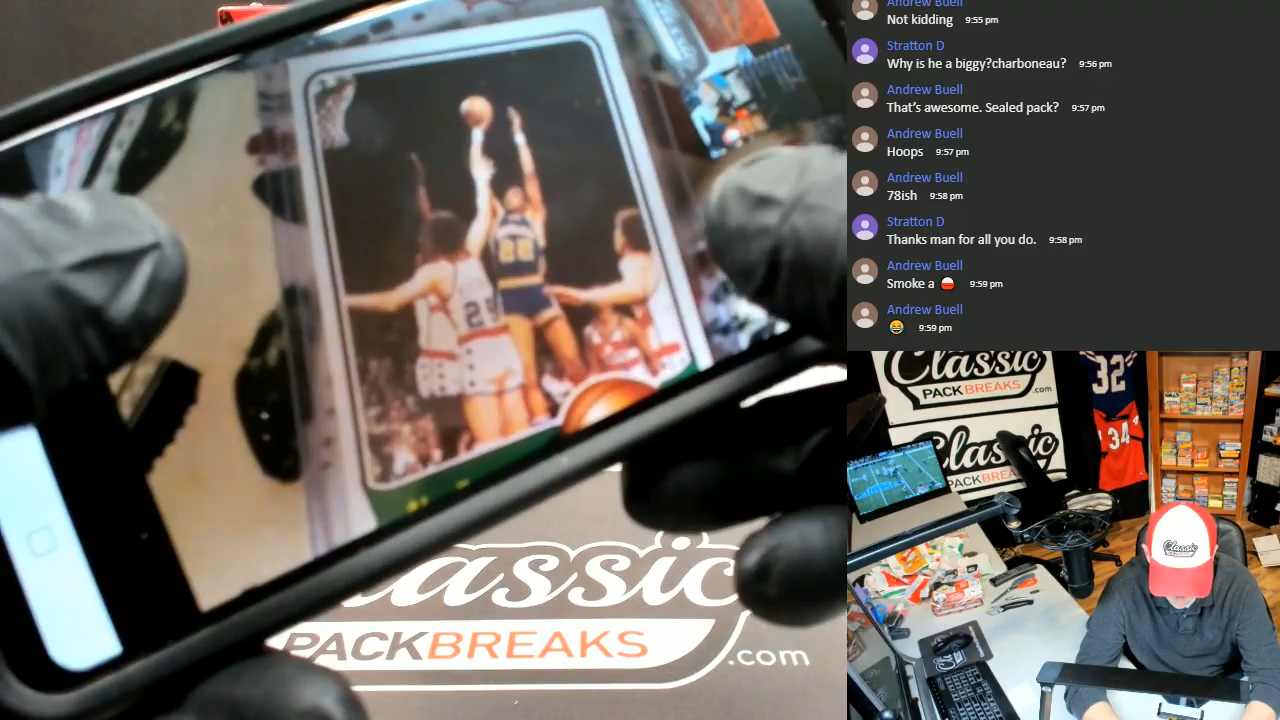 Andrew Buell
Not kidding 9:55 pm
Stratton D
Why is he a biggy?charboneau? 9:56 pm
Andrew Buell
That's awesome. Sealed pack? 9:57 pm
Andrew Buell
Hoops 9:57 pm
Andrew Buell
78ish 9:58 pm
Stratton D
Thanks man for all you do. 9:58 pm
Andrew Buell
Smoke a 9:59 pm
Andrew Buell
9:59 pm
22
Classic
PACKBREAKS
.com
Classic
PACKBREAKS
.com
Classic
PACKBREAKS
32
34
Classic